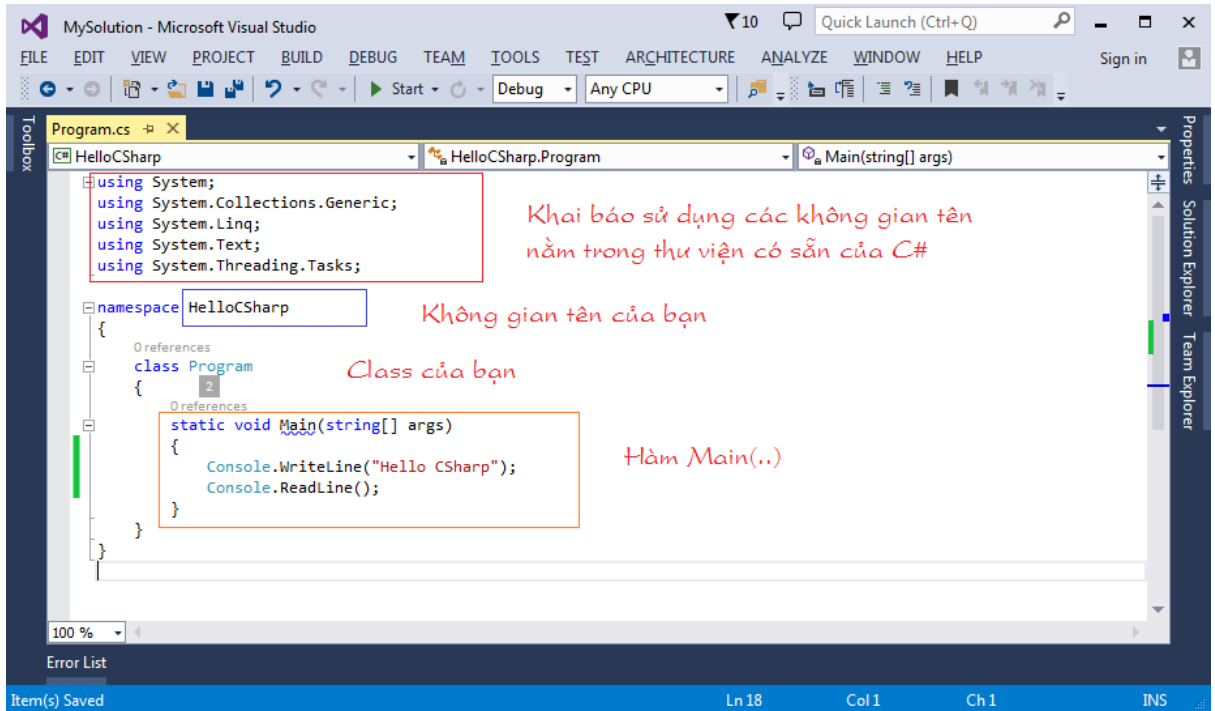 MySolution - Microsoft Visual Studio
10
Quick Launch (Ctrl+Q)
FILE EDIT VIEW PROJECT BUILD DEBUG TEAM TOOLS TEST ARCHITECTURE ANALYZE WINDOW HELP Sign in
Start Debug Any CPU
Toolbox
Program.cs
C# HelloCSharp
HelloCSharp.Program
Main(string[] args)
using System;
using System.Collections.Generic;
using System.Linq;
using System.Text;
using System.Threading.Tasks;
Khai báo sử dụng các không gian tên
nằm trong thư viện có sẵn của C#
namespace HelloCSharp
Không gian tên của bạn
{
0 references
class Program
Class của bạn
{
2
0 references
static void Main(string[] args)
{
Console.WriteLine("Hello CSharp");
Console.ReadLine();
}
Hàm Main(..)
}
}
Properties
Solution Explorer
Team Explorer
100 %
Error List
Item(s) Saved Ln 18 Col 1 Ch 1 INS